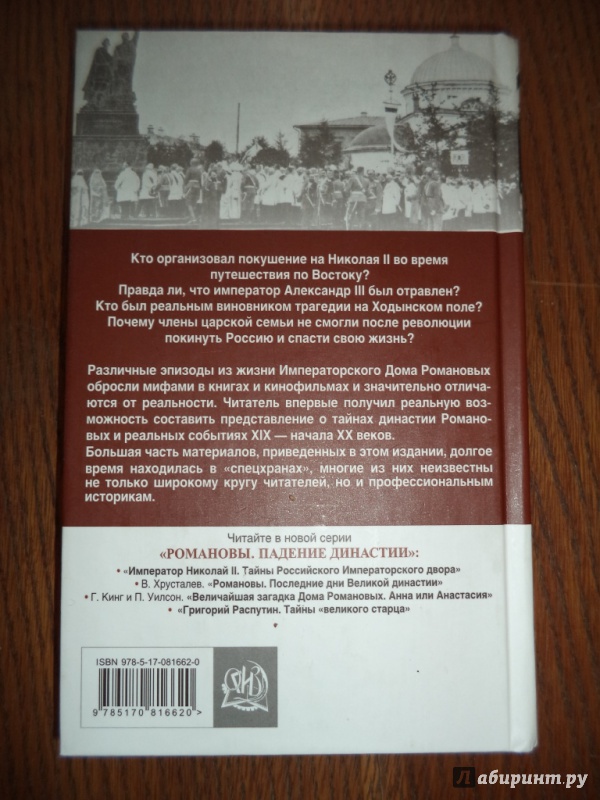 Кто организовал покушение на Николая II во время
путешествия по Востоку?
Правда ли, что император Александр III был отравлен?
Кто был реальным виновником трагедии на Ходынском поле?
Почему члены царской семьи не смогли после революции
покинуть Россию и спасти свою жизнь?
Различные эпизоды из жизни Императорского Дома Романовых
обросли мифами в книгах и кинофильмах и значительно отлича-
ются от реальности. Читатель впервые получил реальную воз-
можность составить представление о тайнах династии Романо-
вых и реальных событиях XIX — начала XX веков.
Большая часть материалов, приведенных в этом издании, долгое
время находилась в «спецхранах», многие из них неизвестны
не только широкому кругу читателей, но и профессиональным
историкам.
Читайте в новой серии
«РОМАНОВЫ. ПАДЕНИЕ ДИНАСТИИ»:
• «Император Николай II. Тайны Российского Императорского двора»
• В. Хрусталев. «Романовы. Последние дни Великой династии»
• Г. Кинг и П. Уилсон. «Величайшая загадка Дома Романовых. Анна или Анастасия»
• «Григорий Распутин. Тайны «великого старца»
ISBN 978-5-17-081662-0
9 785170 816620 >
лабиринт.ру